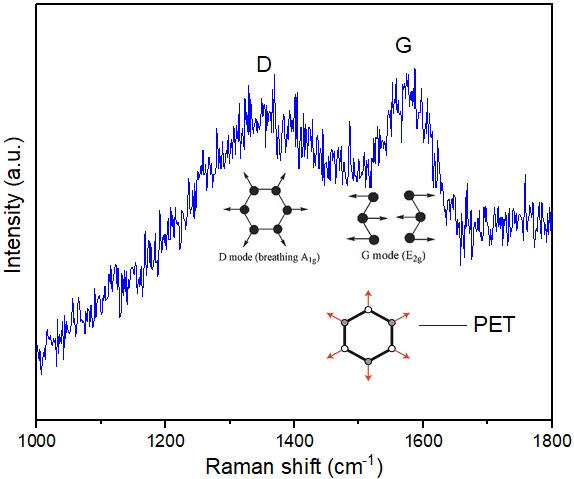 D
G
Intensity (a.u.)
D mode (breathing A1g)
G mode (E2g)
PET
1000
1200
1400
1600
1800
Raman shift (cm-1)